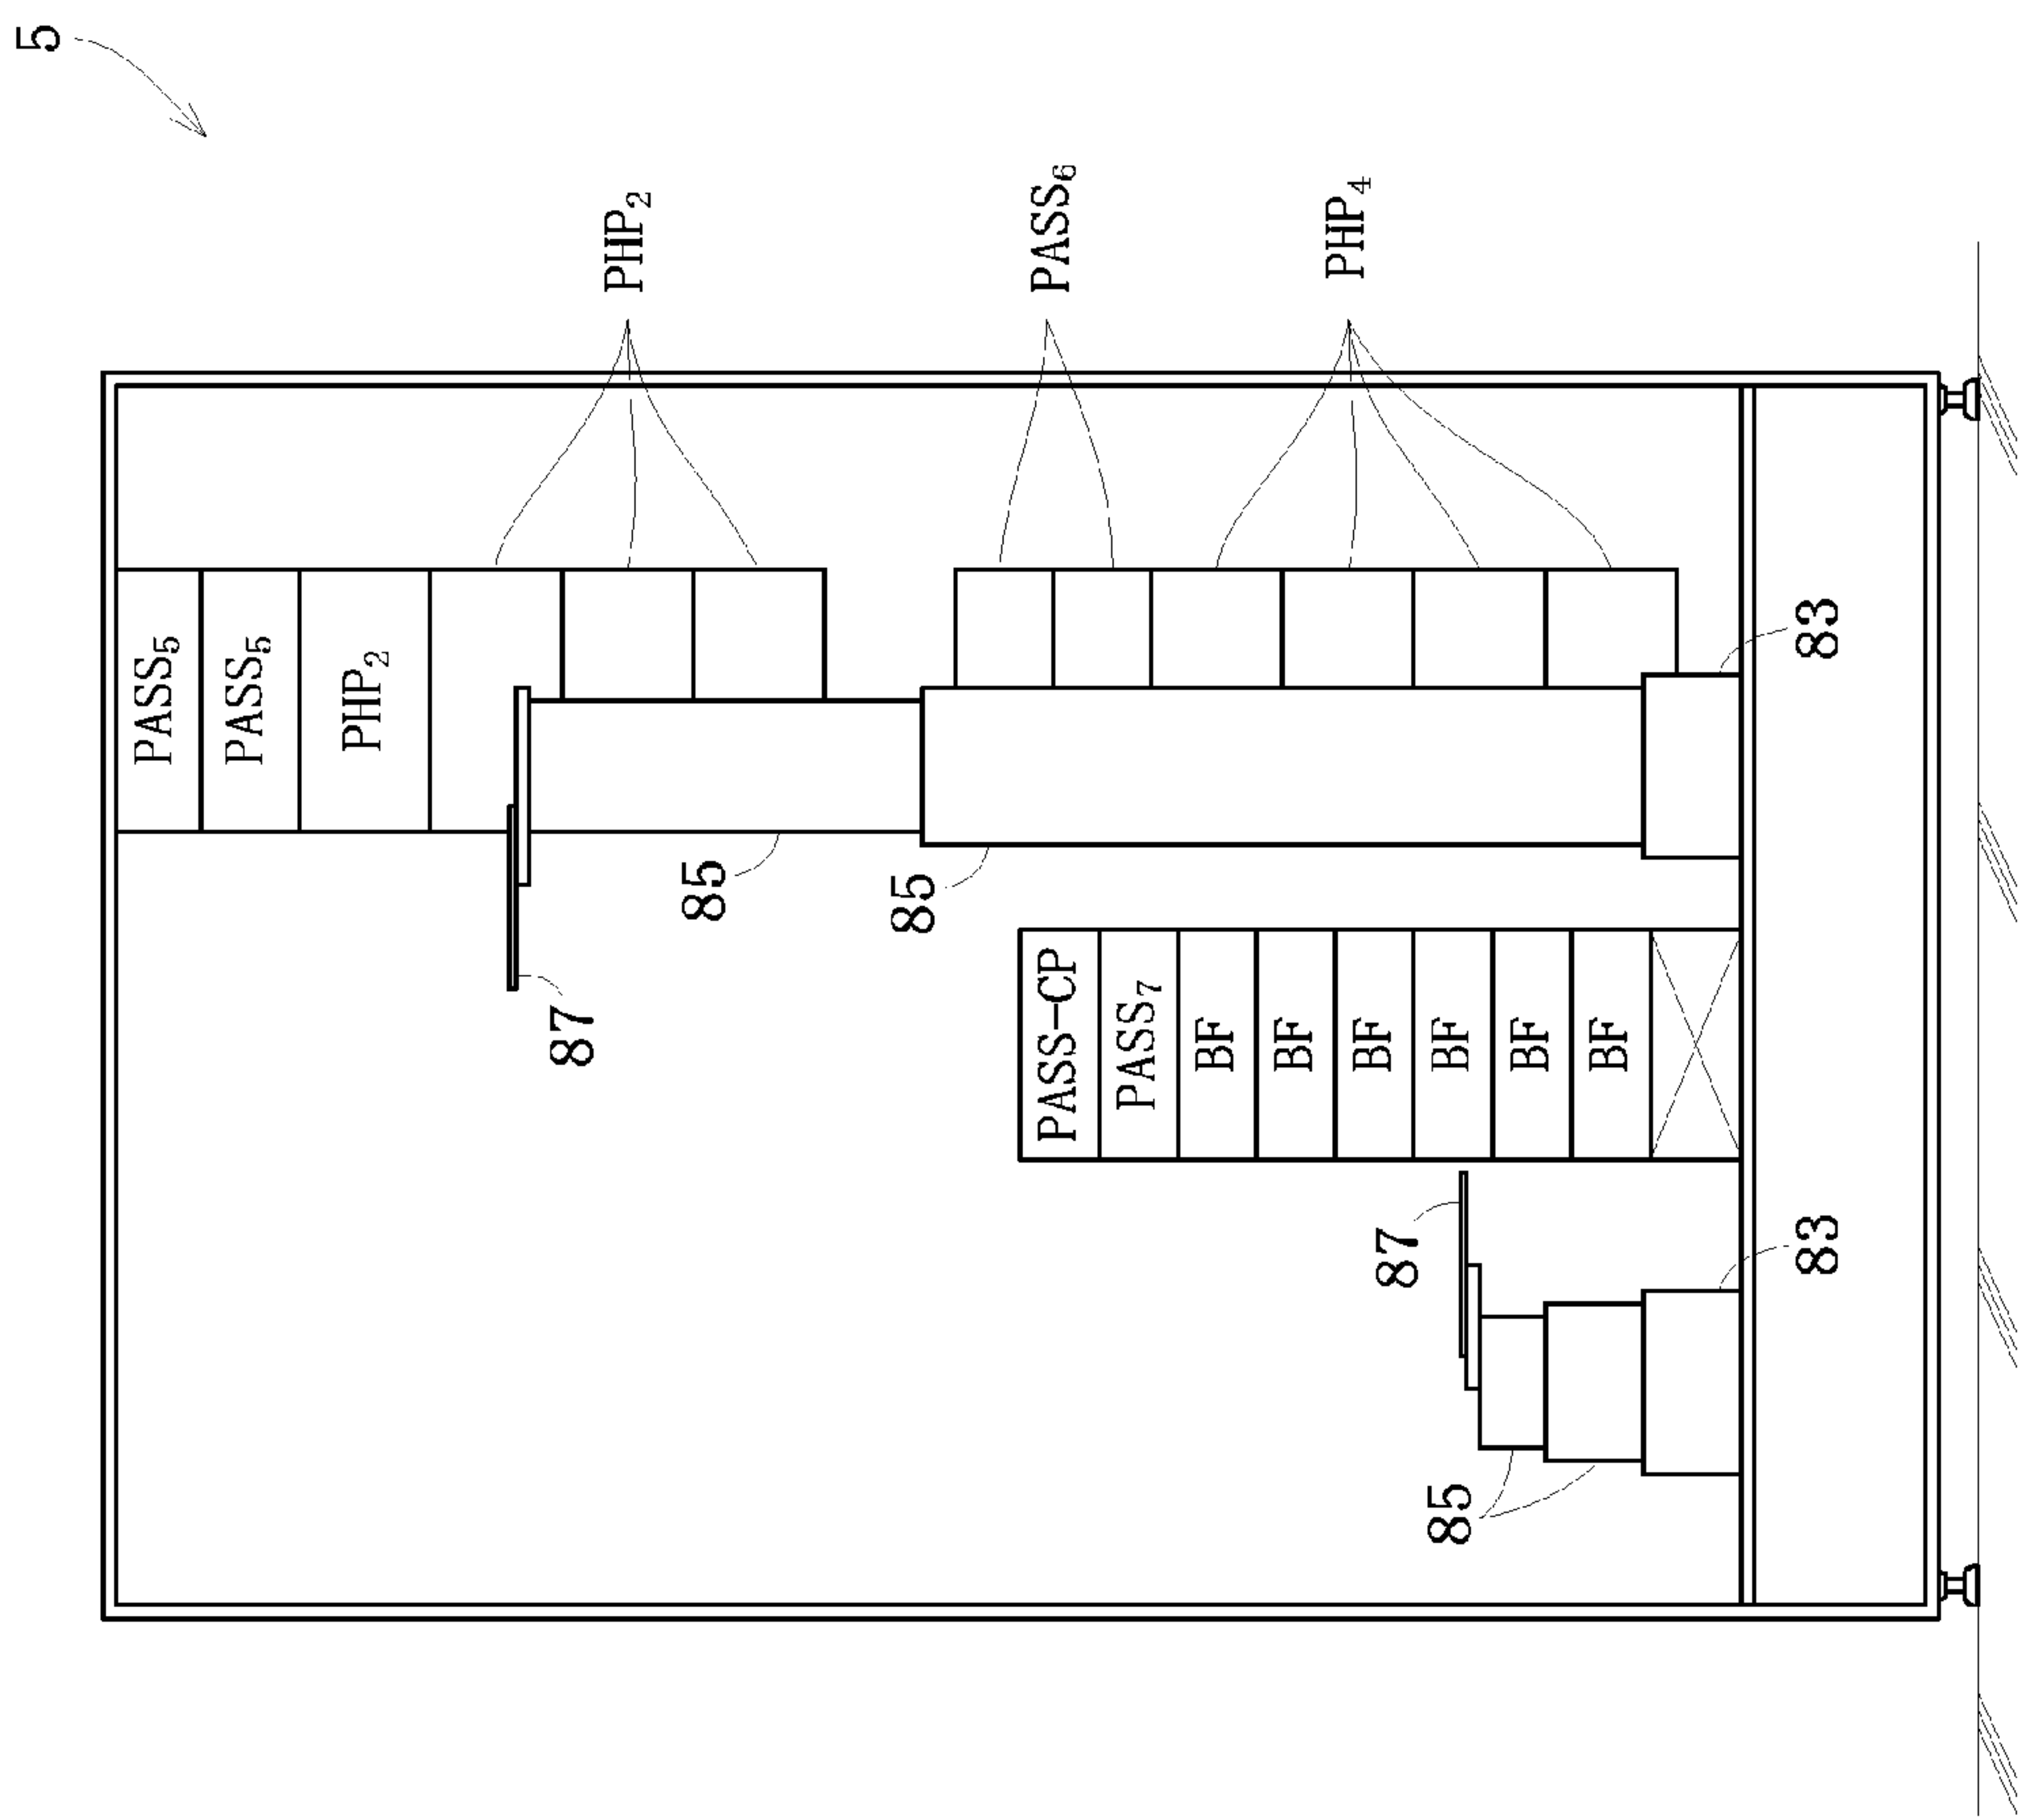 5
PASS₅
PASS₅
PHP₂
87
PHP₂
85
85
PASS-CP
PASS₆
PASS₇
BF
BF
PHP₄
BF
87
85
BF
BF
BF
83
83